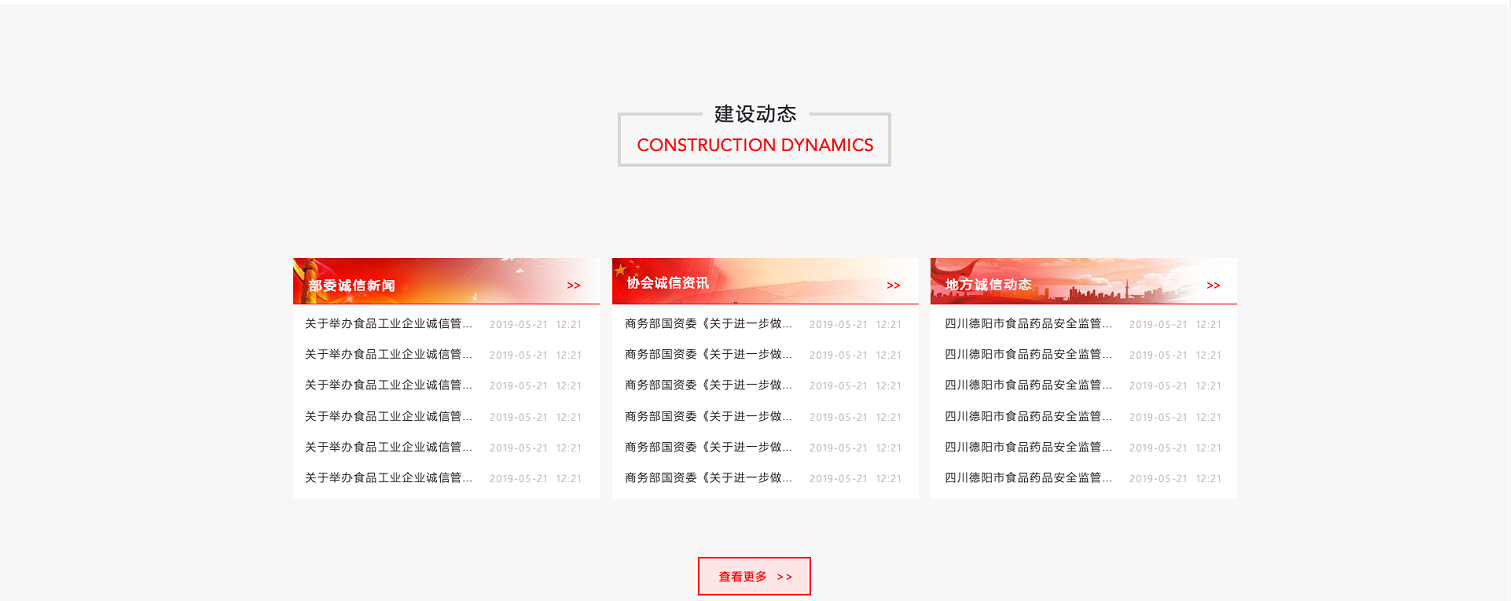 建设动态
CONSTRUCTION DYNAMICS
部委诚信新闻 >>
关于举办食品工业企业诚信管... 2019-05-21 12:21
关于举办食品工业企业诚信管... 2019-05-21 12:21
关于举办食品工业企业诚信管... 2019-05-21 12:21
关于举办食品工业企业诚信管... 2019-05-21 12:21
关于举办食品工业企业诚信管... 2019-05-21 12:21
关于举办食品工业企业诚信管... 2019-05-21 12:21
协会诚信资讯 >>
商务部国资委《关于进一步做... 2019-05-21 12:21
商务部国资委《关于进一步做... 2019-05-21 12:21
商务部国资委《关于进一步做... 2019-05-21 12:21
商务部国资委《关于进一步做... 2019-05-21 12:21
商务部国资委《关于进一步做... 2019-05-21 12:21
商务部国资委《关于进一步做... 2019-05-21 12:21
地方诚信动态 >>
四川德阳市食品药品安全监管... 2019-05-21 12:21
四川德阳市食品药品安全监管... 2019-05-21 12:21
四川德阳市食品药品安全监管... 2019-05-21 12:21
四川德阳市食品药品安全监管... 2019-05-21 12:21
四川德阳市食品药品安全监管... 2019-05-21 12:21
四川德阳市食品药品安全监管... 2019-05-21 12:21
查看更多 >>